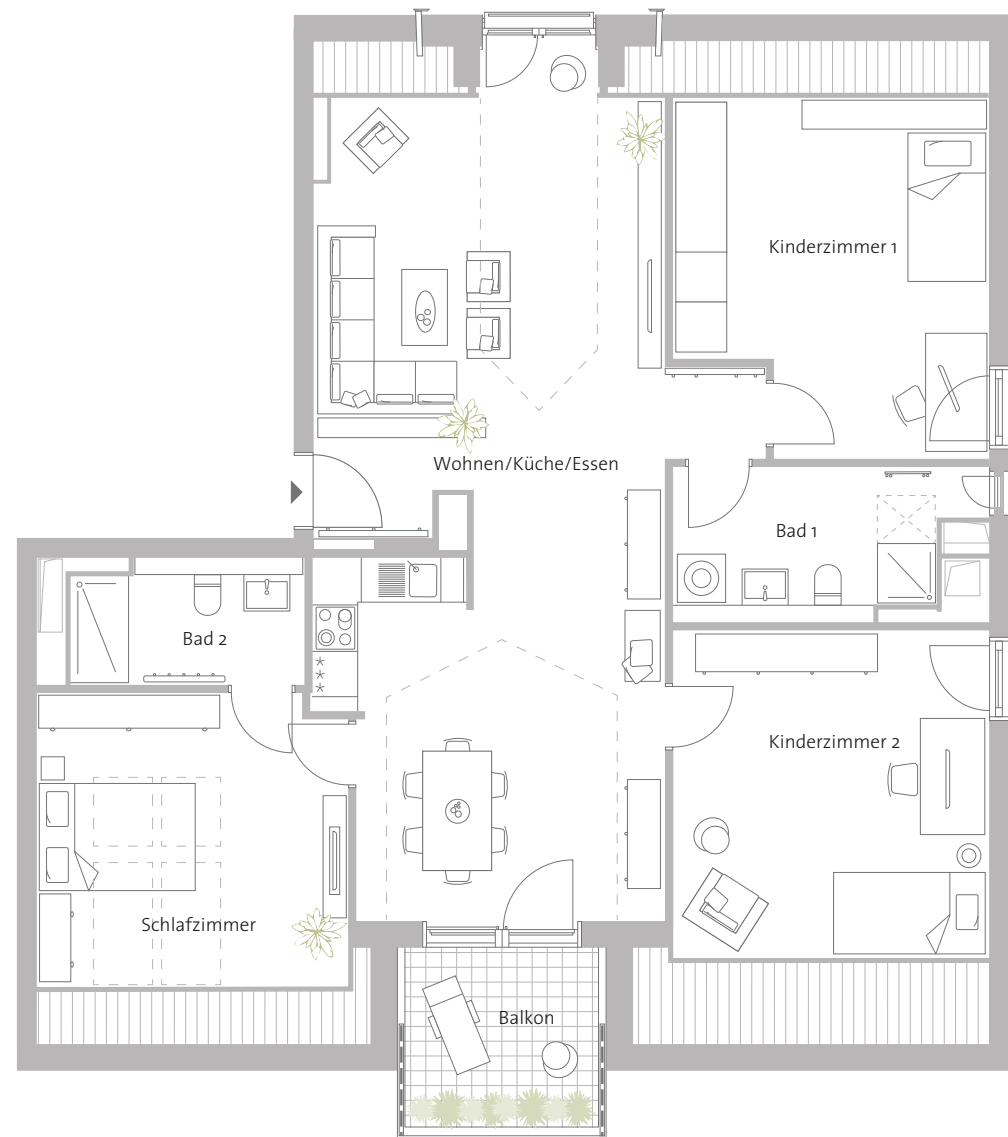 Kinderzimmer 1
Wohnen/Küche/Essen
Bad 1
Bad 2
Kinderzimmer 2
Schlafzimmer
Balkon